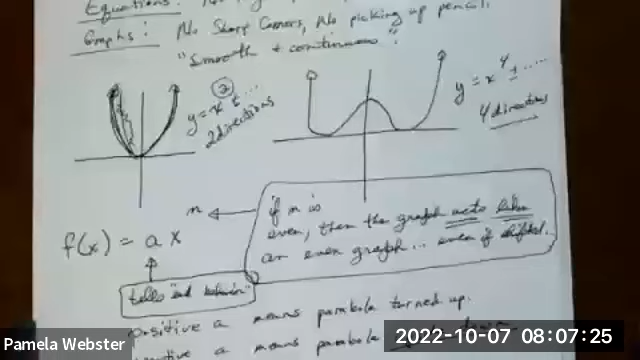 Equations:
Graphs: No Sharp Corners, No picking up pencil.
"Smooth + continuous".
y = x² ± ...
2 directions
y = x⁴ ± .....
4 directions
f(x) = a xⁿ
if n is
even, then the graph acts like
an even graph... even if shifted..
tells "end behavior"
positive a means parabola turned up.
a means parabola
Pamela Webster
2022-10-07 08:07:25